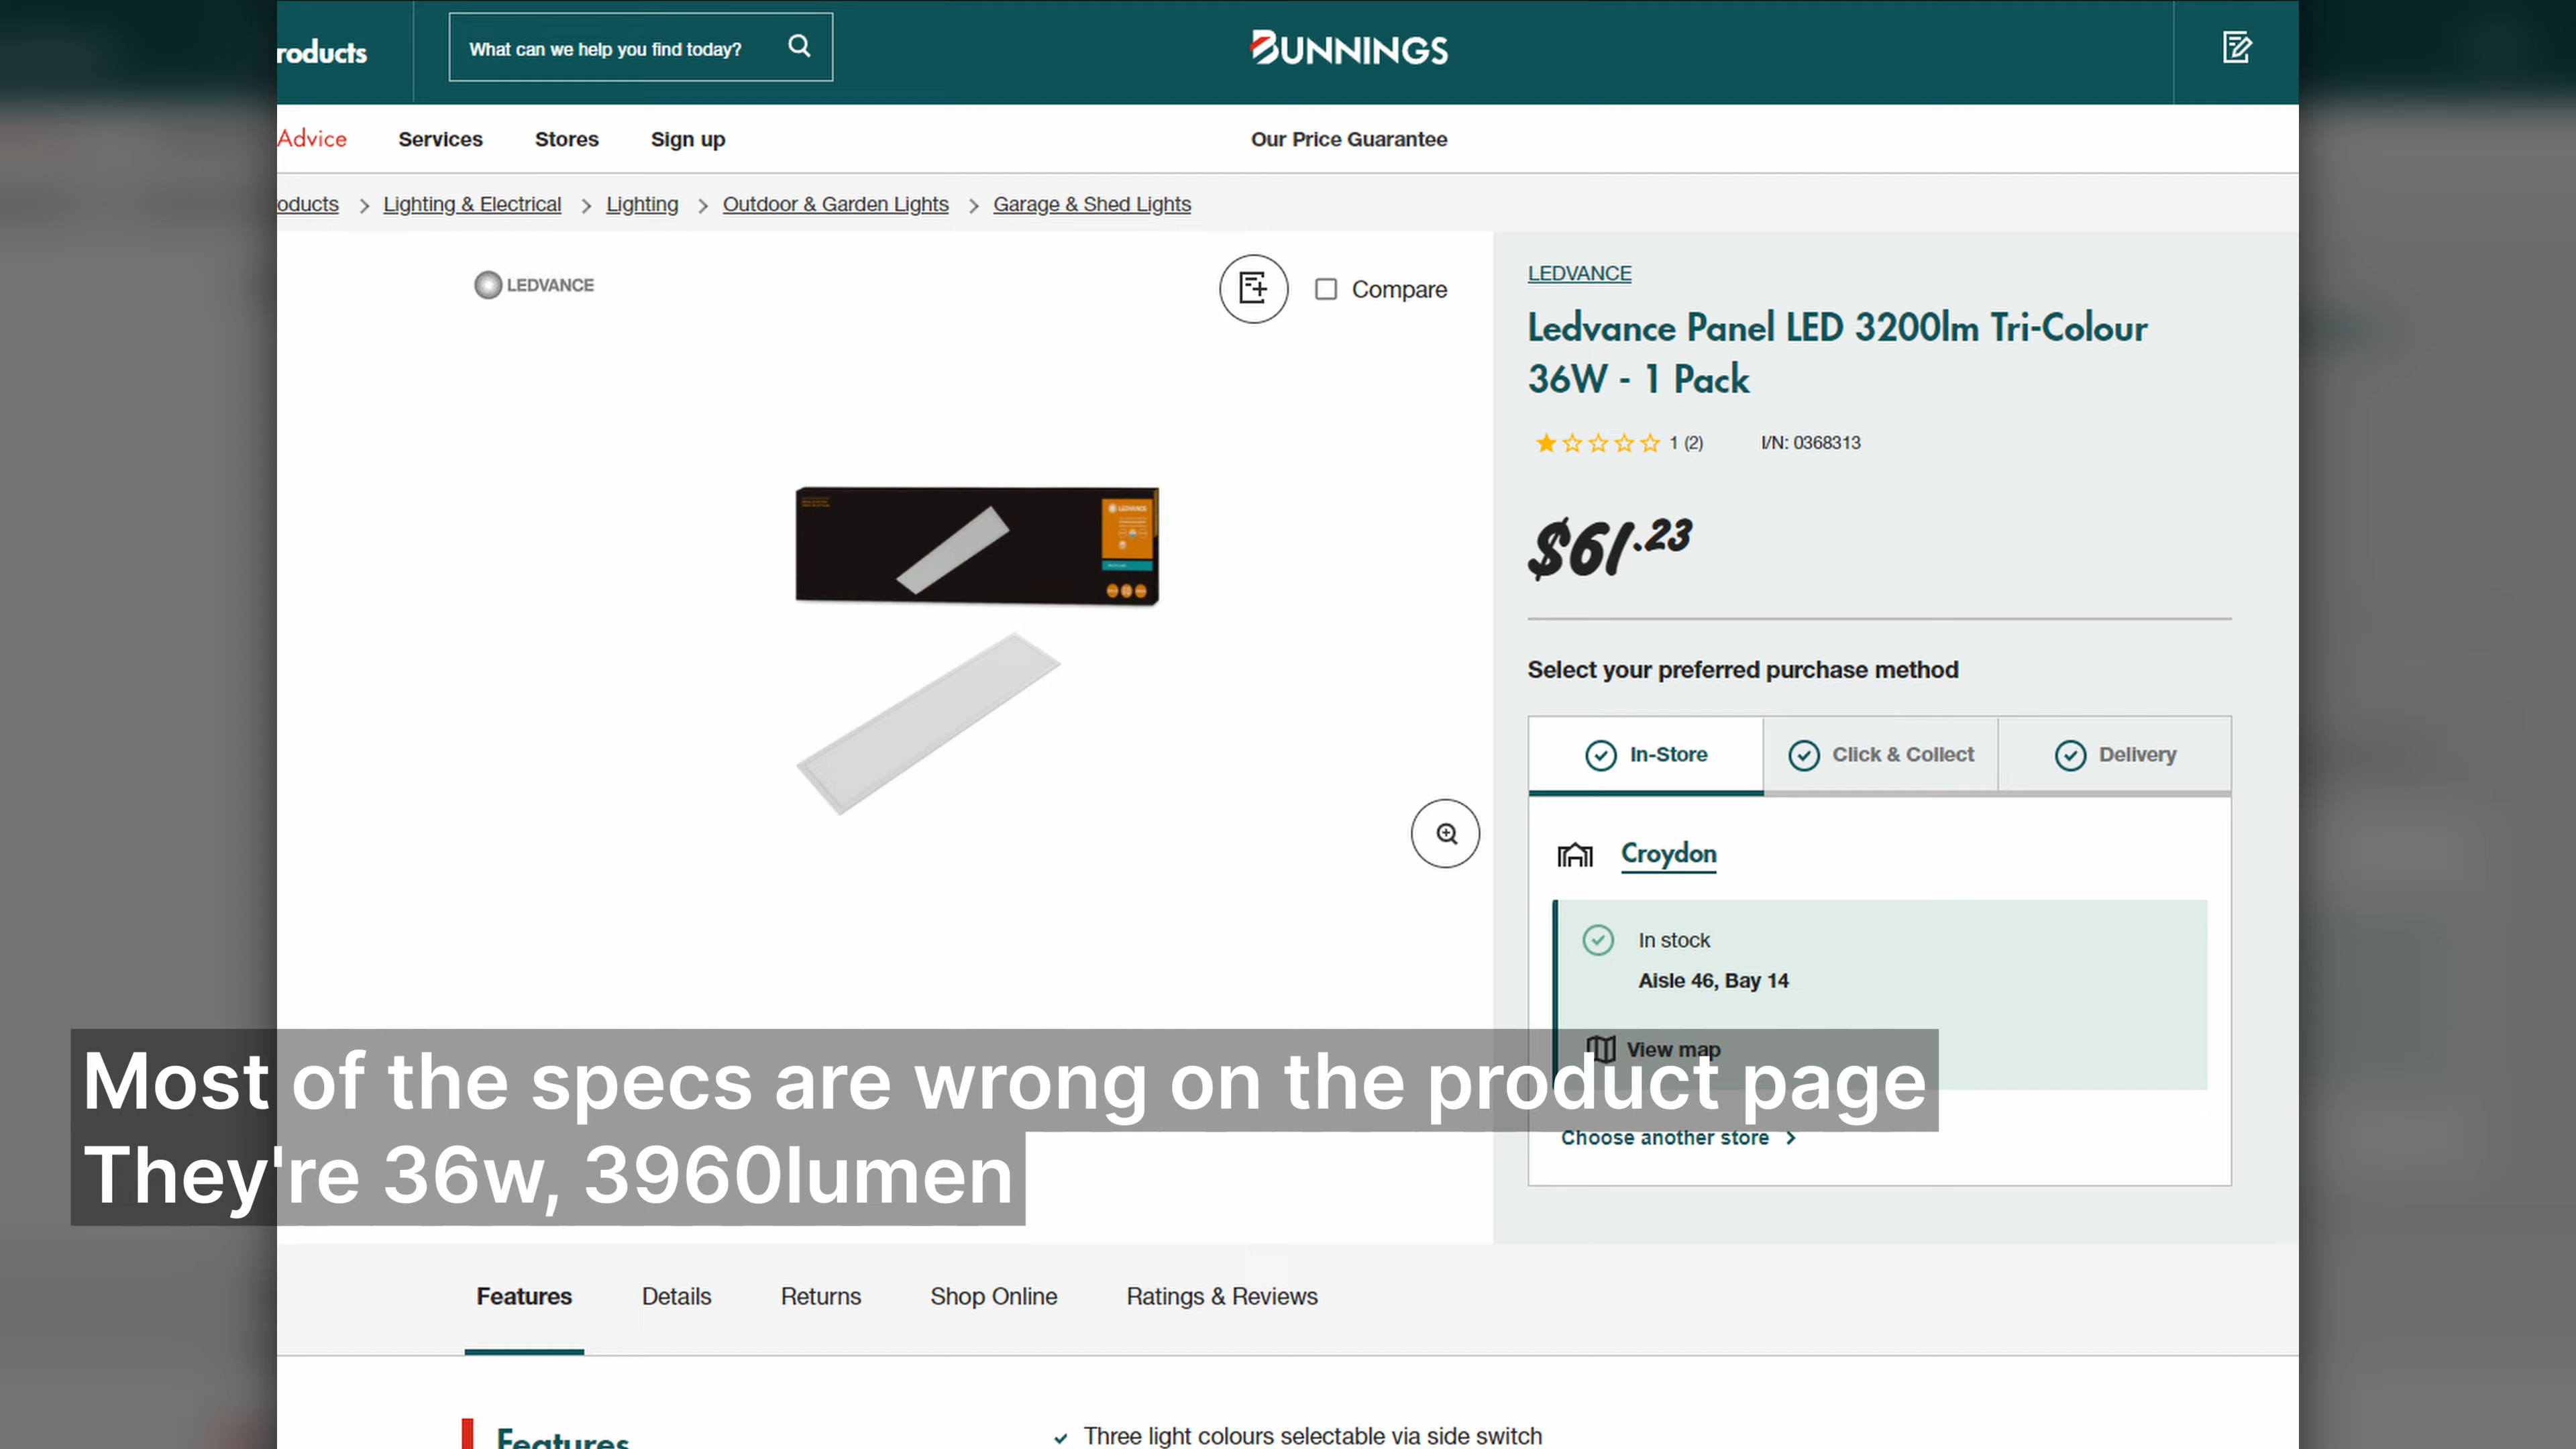 roducts
What can we help you find today?
BUNNINGS
Advice
Services
Stores
Sign up
Our Price Guarantee
oducts > Lighting & Electrical > Lighting > Outdoor & Garden Lights > Garage & Shed Lights
LEDVANCE
Compare
LEDVANCE
Ledvance Panel LED 3200lm Tri-Colour
36W - 1 Pack
1 (2)
I/N: 0368313
$61.23
Select your preferred purchase method
In-Store
Click & Collect
Delivery
Croydon
In stock
Aisle 46, Bay 14
View map
Choose another store >
Most of the specs are wrong on the product page
They're 36w, 3960lumen
Features
Details
Returns
Shop Online
Ratings & Reviews
Features
Three light colours selectable via side switch